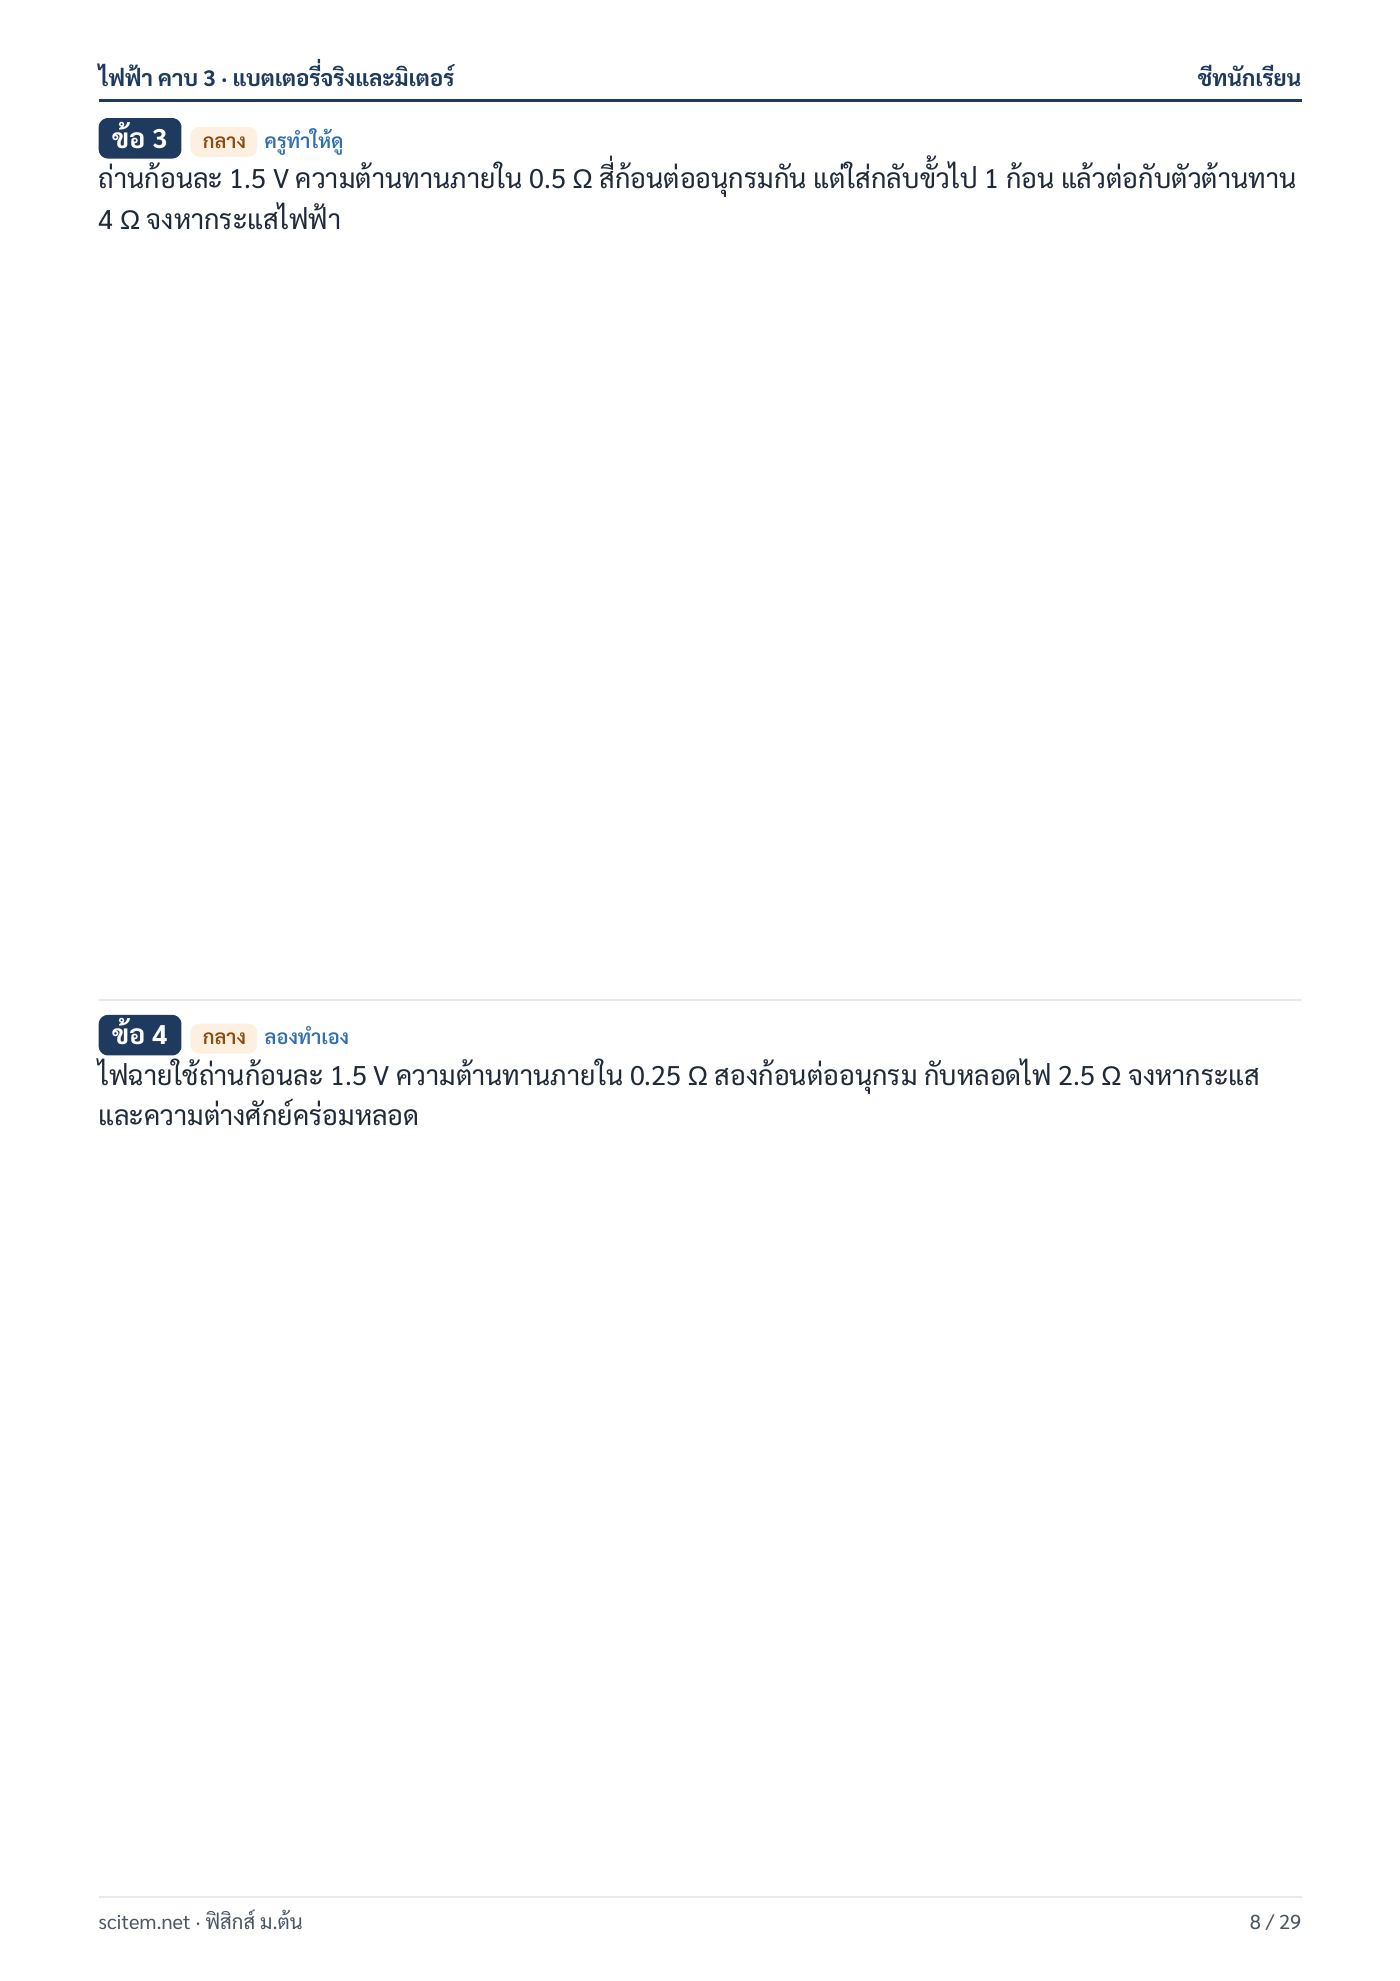 ไฟฟ้า คาบ 3 · แบตเตอรี่จริงและมิเตอร์
ชีทนักเรียน
ข้อ 3 กลาง ครูทำให้ดู
ถ่านก้อนละ 1.5 V ความต้านทานภายใน 0.5 Ω สี่ก้อนต่ออนุกรมกัน แต่ใส่กลับขั้วไป 1 ก้อน แล้วต่อกับตัวต้านทาน
4 Ω จงหากระแสไฟฟ้า
ข้อ 4 กลาง ลองทำเอง
ไฟฉายใช้ถ่านก้อนละ 1.5 V ความต้านทานภายใน 0.25 Ω สองก้อนต่ออนุกรม กับหลอดไฟ 2.5 Ω จงหากระแส
และความต่างศักย์คร่อมหลอด
scitem.net · ฟิสิกส์ ม.ต้น
8 / 29